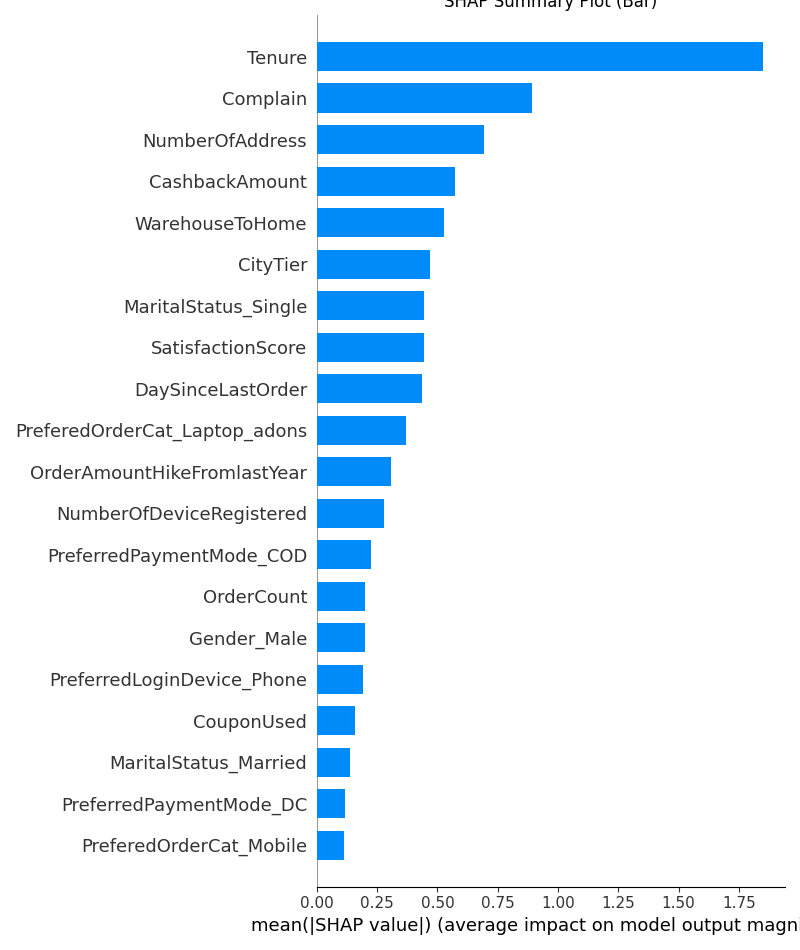 SHAP Summary Plot (Bar)
Tenure
Complain
NumberOfAddress
CashbackAmount
WarehouseToHome
CityTier
MaritalStatus_Single
SatisfactionScore
DaySinceLastOrder
PreferedOrderCat_Laptop_adons
OrderAmountHikeFromlastYear
NumberOfDeviceRegistered
PreferredPaymentMode_COD
OrderCount
Gender_Male
PreferredLoginDevice_Phone
CouponUsed
MaritalStatus_Married
PreferredPaymentMode_DC
PreferedOrderCat_Mobile
0.00 0.25 0.50 0.75 1.00 1.25 1.50 1.75
mean(|SHAP value|) (average impact on model output magni